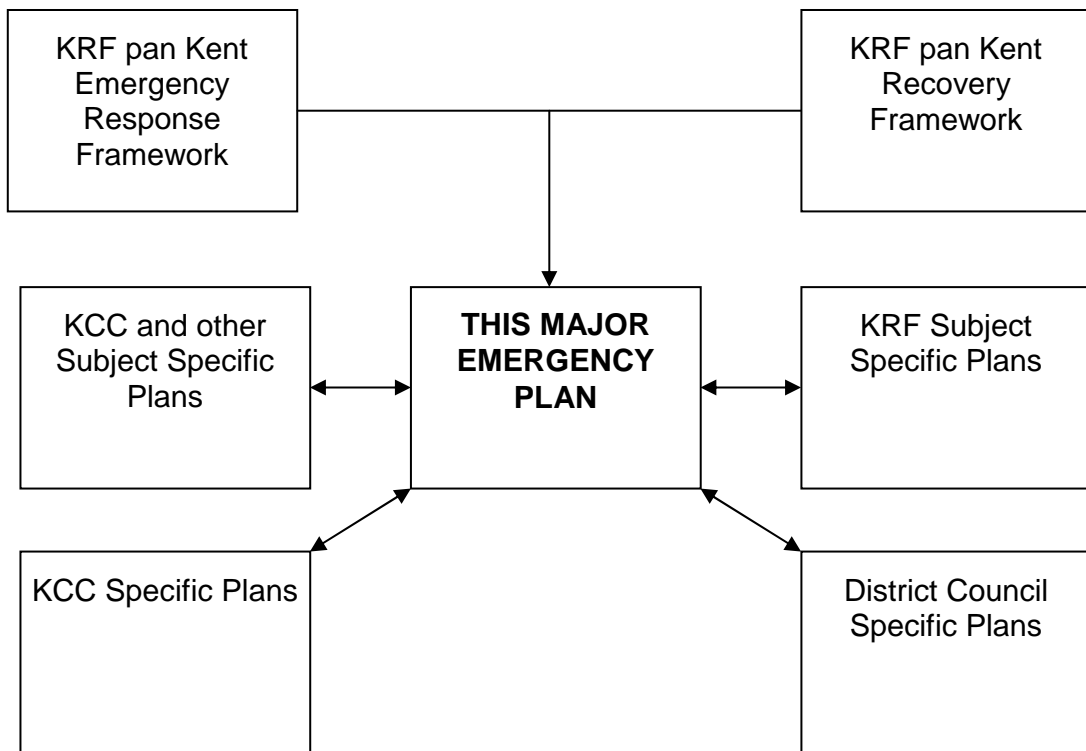 KRF pan Kent
Emergency
Response
Framework
KRF pan Kent
Recovery
Framework
KCC and other
Subject Specific
Plans
THIS MAJOR
EMERGENCY
PLAN
KRF Subject
Specific Plans
KCC Specific Plans
District Council
Specific Plans